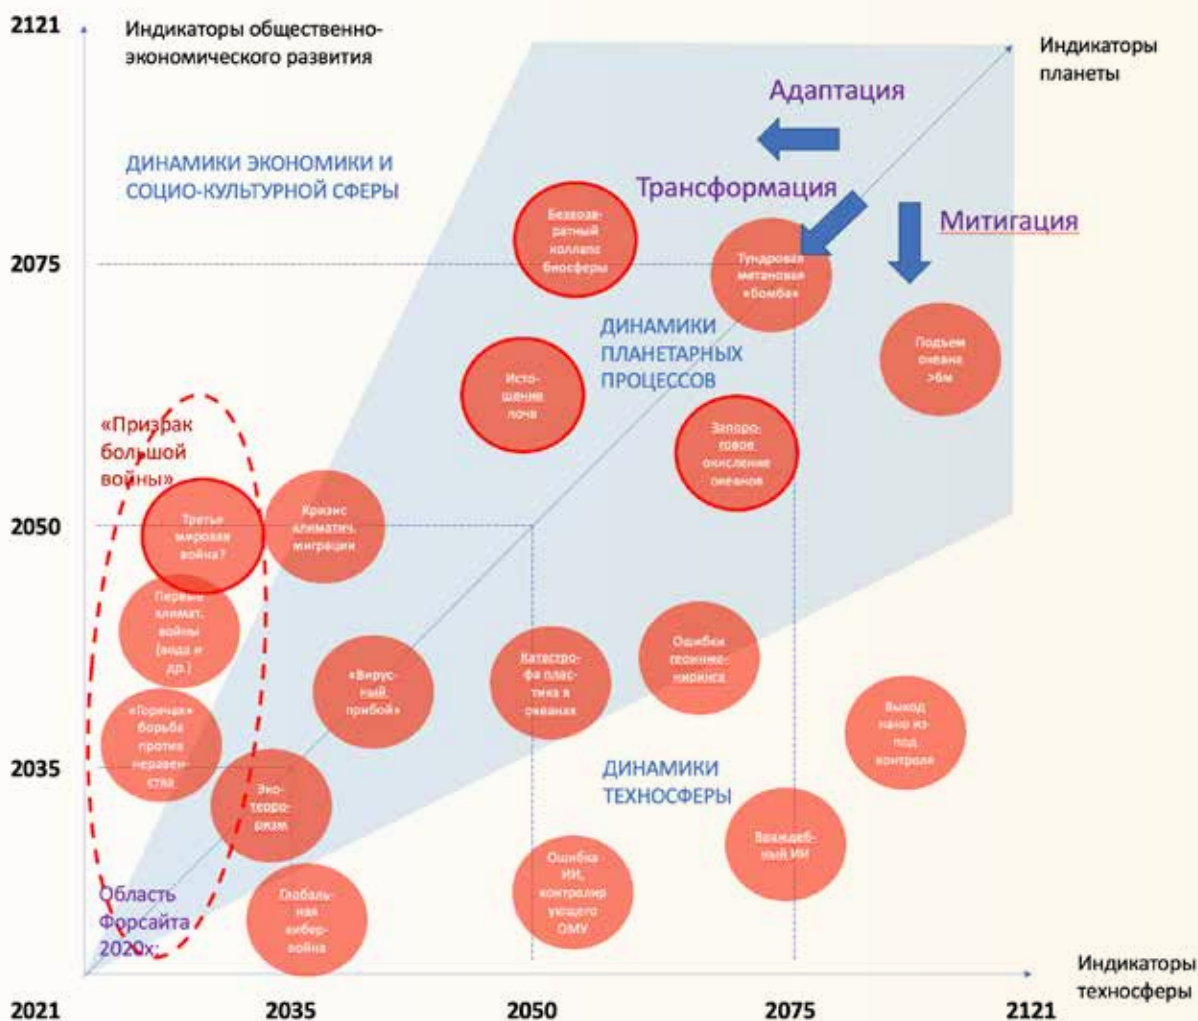 2121
Индикаторы общественно-
экономического развития
Индикаторы
планеты
Адаптация
ДИНАМИКИ ЭКОНОМИКИ И
СОЦИО-КУЛЬТУРНОЙ СФЕРЫ
Трансформация
Митигация
Безвозв-
ратный
коллапс
биосферы
2075
Тундровая
метановая
«бомба»
ДИНАМИКИ
ПЛАНЕТАРНЫХ
ПРОЦЕССОВ
Подъем
океана
>6м
Исто-
щение
почв
«Призрак
большой
войны»
Запоро-
говое
окисление
океанов
2050
Третья
мировая
война?
Кризис
климатич.
миграции
Первые
климат.
войны
(вода и
др.)
Ошибки
геоинже-
ниринга
«Вирус-
ный
прибой»
Катастро-
фа плас-
тика в
океанах
«Горячая»
борьба
против
неравен-
ства
Выход
нано из-
под
контроля
2035
ДИНАМИКИ
ТЕХНОСФЕРЫ
Эко-
терро-
ризм
Враждеб-
ный ИИ
Ошибка
ИИ,
контролир
ующего
ОМУ
Глобаль-
ная
кибер-
война
Область
Форсайта
2020х:
Индикаторы
техносферы
2021
2035
2050
2075
2121